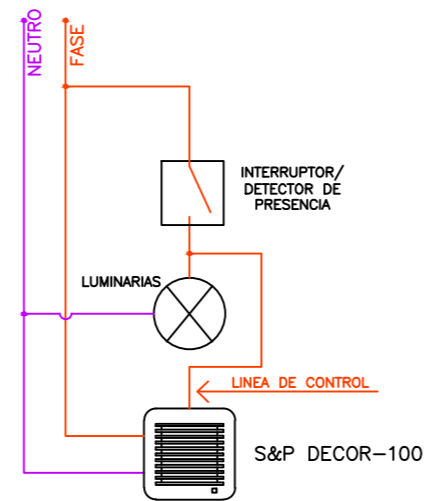 NEUTRO
FASE
INTERRUPTOR/
DETECTOR DE
PRESENCIA
LUMINARIAS
LINEA DE CONTROL
S&P DECOR-100